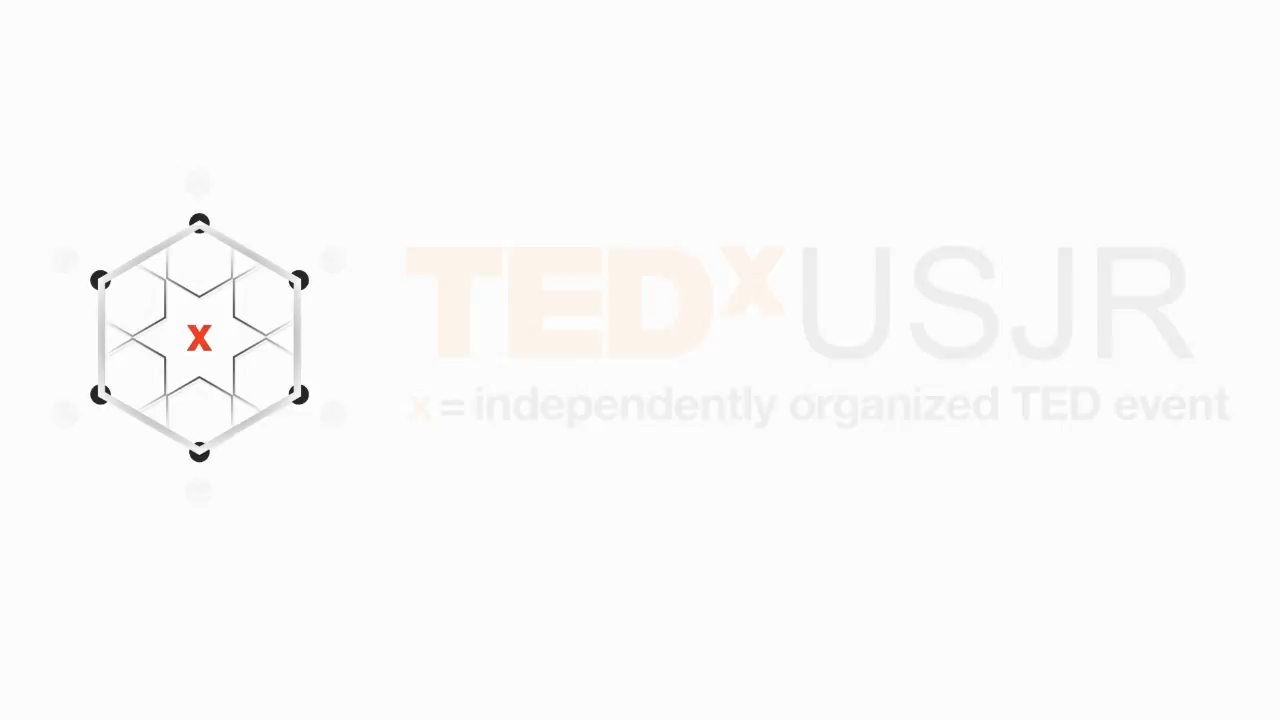 x
TEDxUSJR
x = independently organized TED event